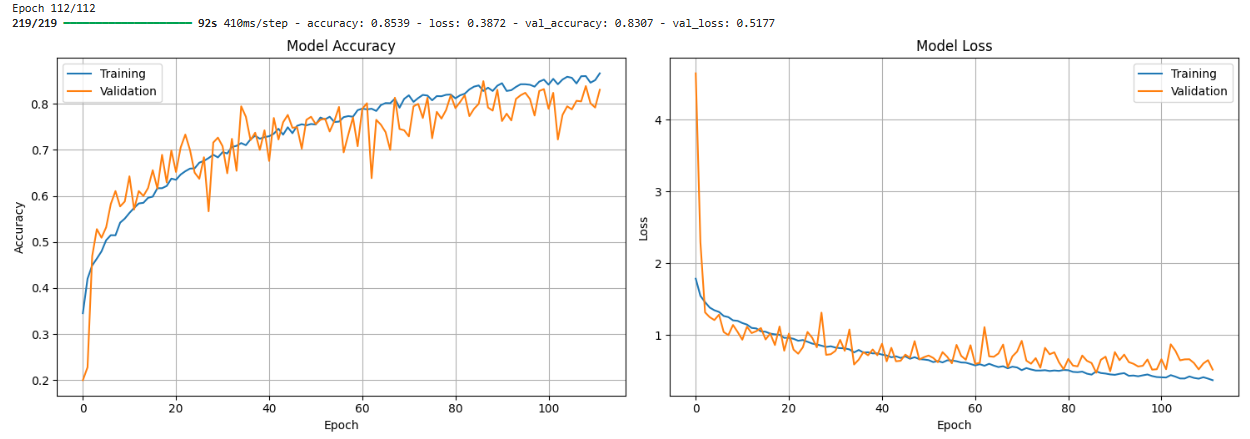 Epoch 112/112
219/219 ━━━━━━━━━━━━━━━━━━━━ 92s 410ms/step - accuracy: 0.8539 - loss: 0.3872 - val_accuracy: 0.8307 - val_loss: 0.5177
Model Accuracy
Training
Validation
0.8
0.7
0.6
0.5
0.4
0.3
0.2
Accuracy
0 20 40 60 80 100
Epoch
Model Loss
Training
Validation
4
3
2
1
Loss
0 20 40 60 80 100
Epoch